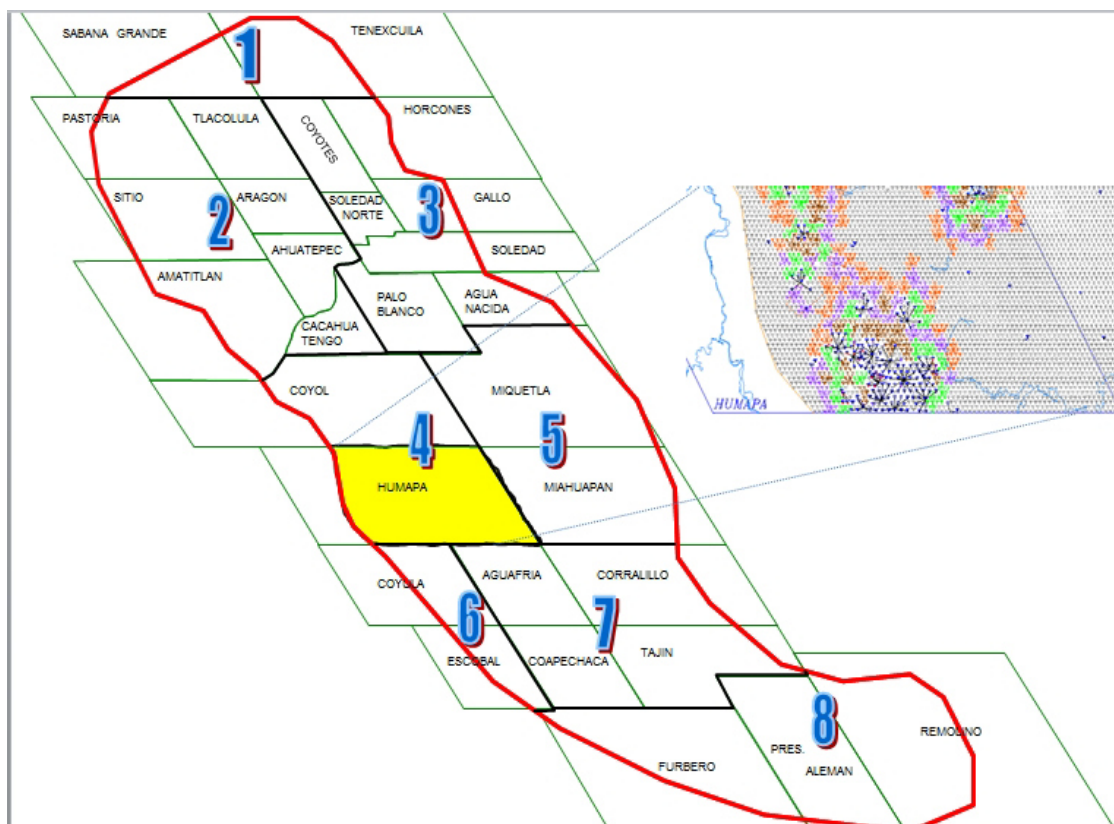 SABANA GRANDE
TENEXCUILA
1
PASTORIA
TLACOLULA
COYOTES
HORCONES
SITIO
2
ARAGON
SOLEDAD
NORTE
3
GALLO
AHUATEPEC
SOLEDAD
AMATITLAN
PALO
BLANCO
AGUA
NACIDA
CACAHUA
TENGO
COYOL
MIQUETLA
HUMAPA
4
5
HUMAPA
MIAHUAPAN
COYULA
AGUAFRIA
CORRALILLO
6
7
ESCOBAL
COAPECHACA
TAJIN
8
REMOLINO
PRES.
ALEMAN
FURBERO